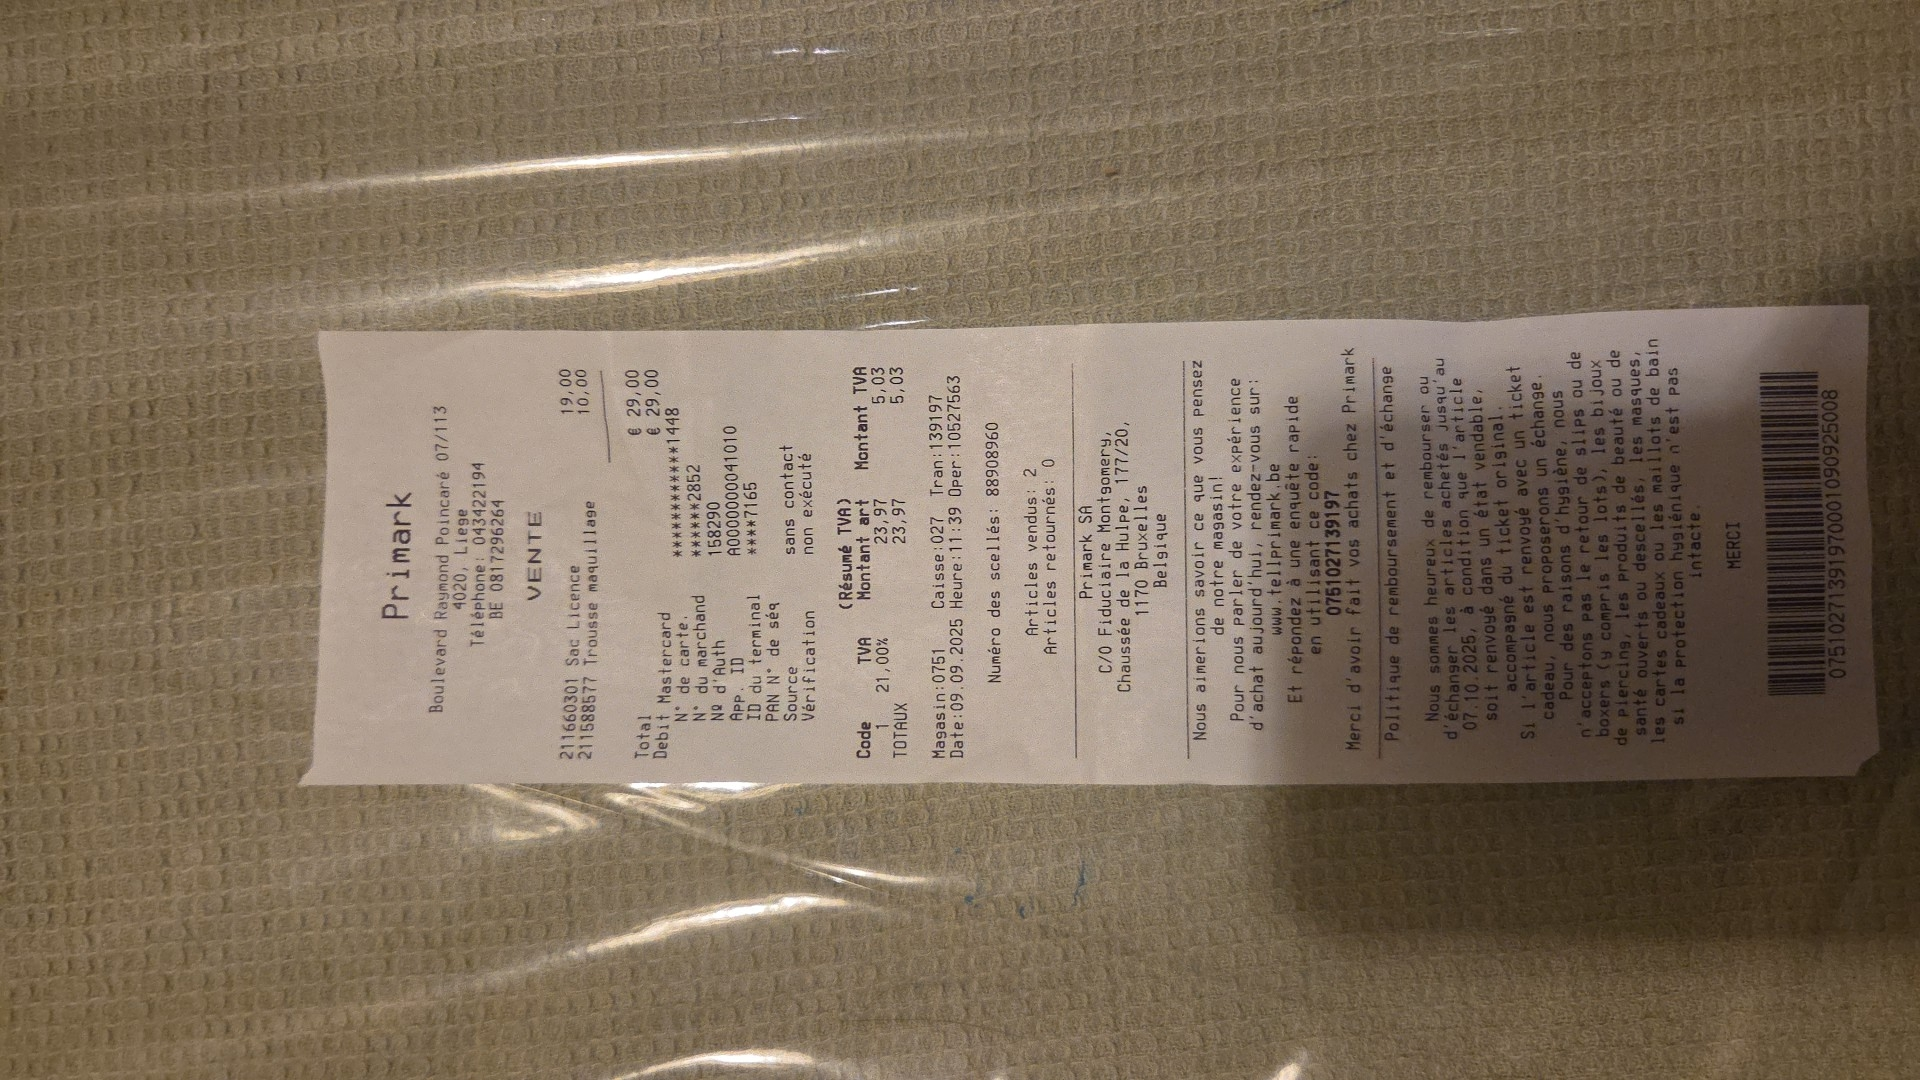 Primark
Boulevard Raymond Poincaré 07/113
4020, Liege
Téléphone: 043422194
BE 0817296264
VENTE
211660301 Sac Licence 19,00
211588577 Trousse maquillage 10,00
Total € 29,00
Debit Mastercard € 29,00
N° de carte. ************1448
N° du marchand ******2852
Nº d'Auth 158290
App. ID A0000000041010
ID du terminal ****7165
PAN N° de séq
Source sans contact
Vérification non exécuté
(Résumé TVA)
Code TVA Montant art Montant TVA
1 21,00% 23,97 5,03
TOTAUX 23,97 5,03
Magasin:0751 Caisse:027 Tran:139197
Date:09.09.2025 Heure:11:39 Oper:10527563
Numéro des scellés: 88908960
Articles vendus: 2
Articles retournés: 0
Primark SA
C/O Fiduciaire Montgomery,
Chaussée de la Hulpe, 177/20,
1170 Bruxelles
Belgique
Nous aimerions savoir ce que vous pensez
de notre magasin!
Pour nous parler de votre expérience
d'achat aujourd'hui, rendez-vous sur:
www.tellprimark.be
Et répondez à une enquête rapide
en utilisant ce code:
0751027139197
Merci d'avoir fait vos achats chez Primark
Politique de remboursement et d'échange
Nous sommes heureux de rembourser ou
d'échanger les articles achetés jusqu'au
07.10.2025, à condition que l'article
soit renvoyé dans un état vendable,
accompagné du ticket original.
Si l'article est renvoyé avec un ticket
cadeau, nous proposerons un échange.
Pour des raisons d'hygiène, nous
n'acceptons pas le retour de slips ou de
boxers (y compris les lots), les bijoux
de piercing, les produits de beauté ou de
santé ouverts ou descellés, les masques,
les cartes cadeaux ou les maillots de bain
si la protection hygiénique n'est pas
intacte.
MERCI
0751027139197000109092 5008